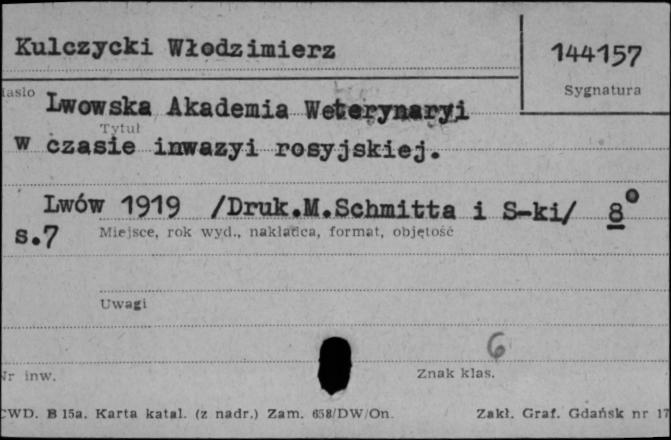 Kulczycki Włodzimierz
144157
Sygnatura
Lwowska Akademia Weterynaryi
Tytuł
w czasie inwazyi rosyjskiej.
Lwów 1919 /Druk.M.Schmitta i S-ki/ 8°
s.7 Miejsce, rok wyd., nakładca, format, objętość
Uwagi
6
Nr inw.
Znak klas.
CWD. B 15a. Karta katal. (z nadr.) Zam. 658/DW/On. Zakł. Graf. Gdańsk nr 17